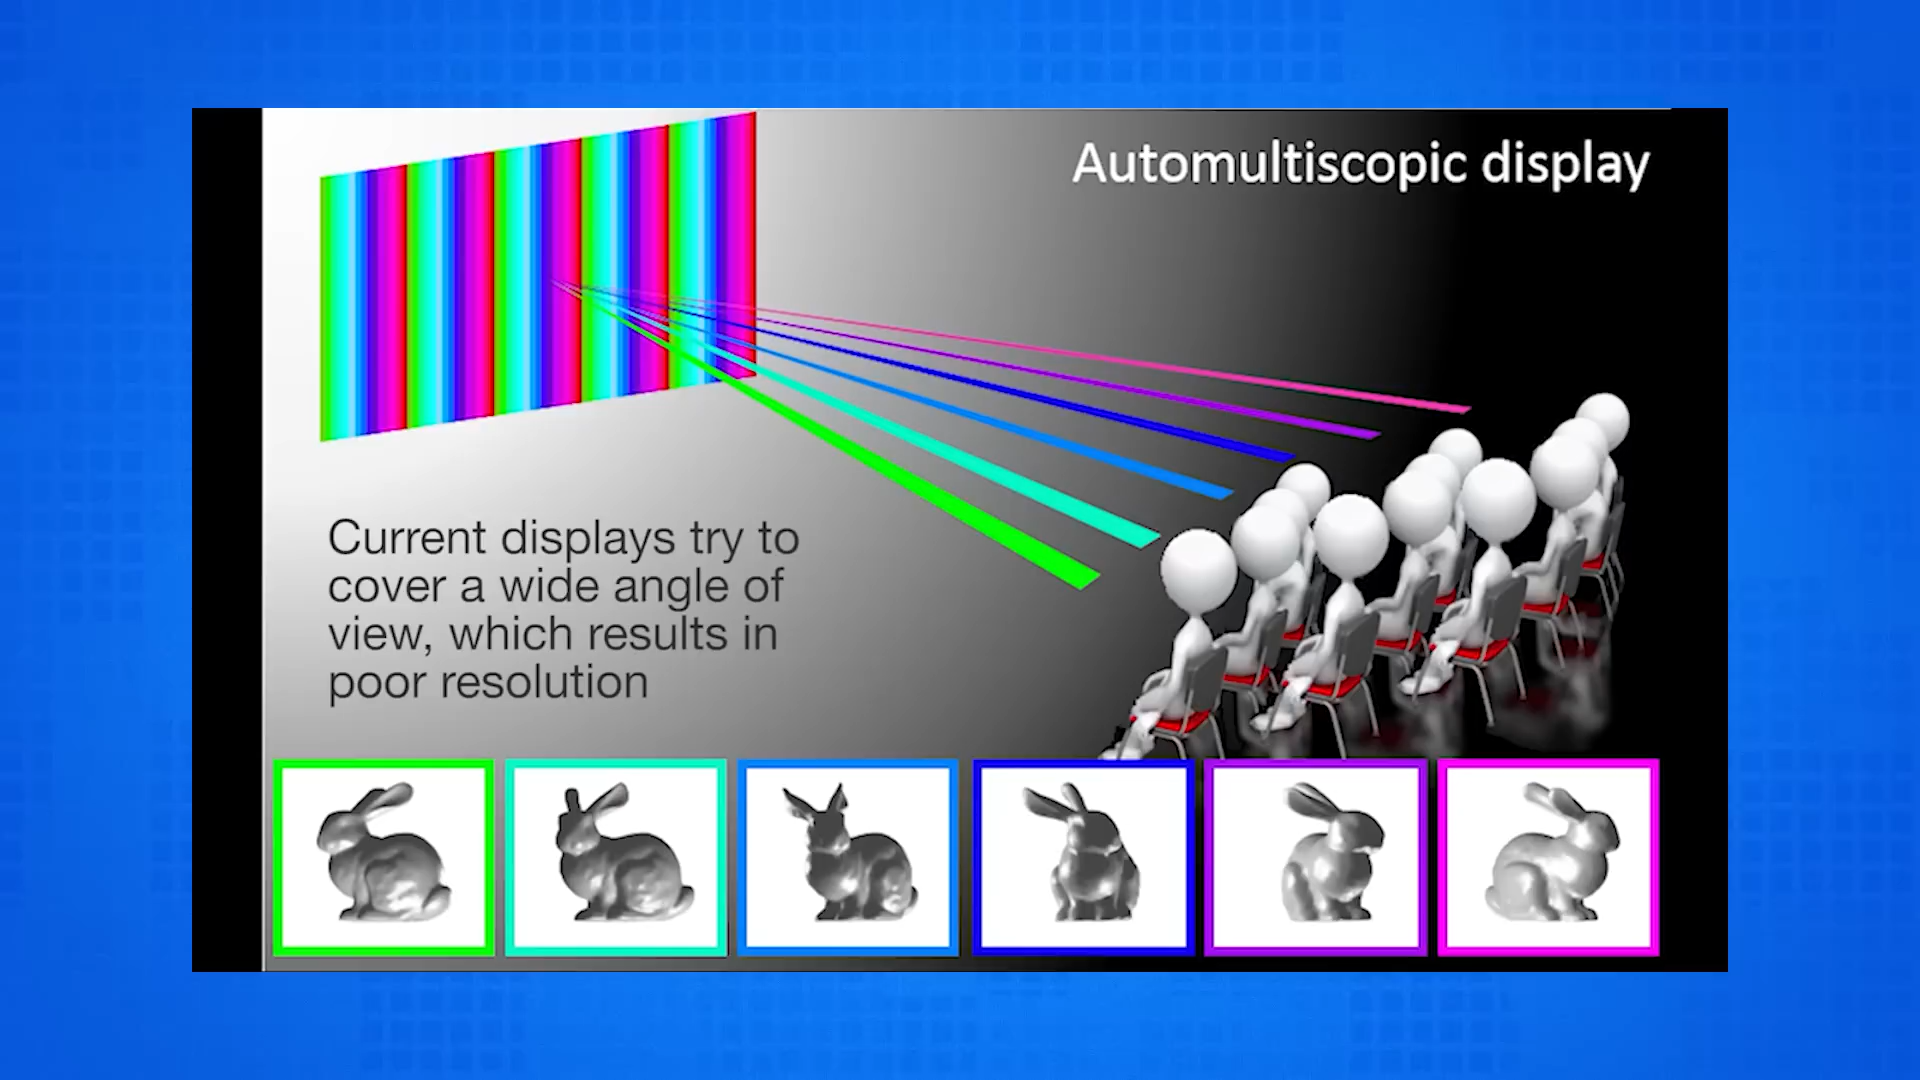 Automultiscopic display
Current displays try to
cover a wide angle of
view, which results in
poor resolution